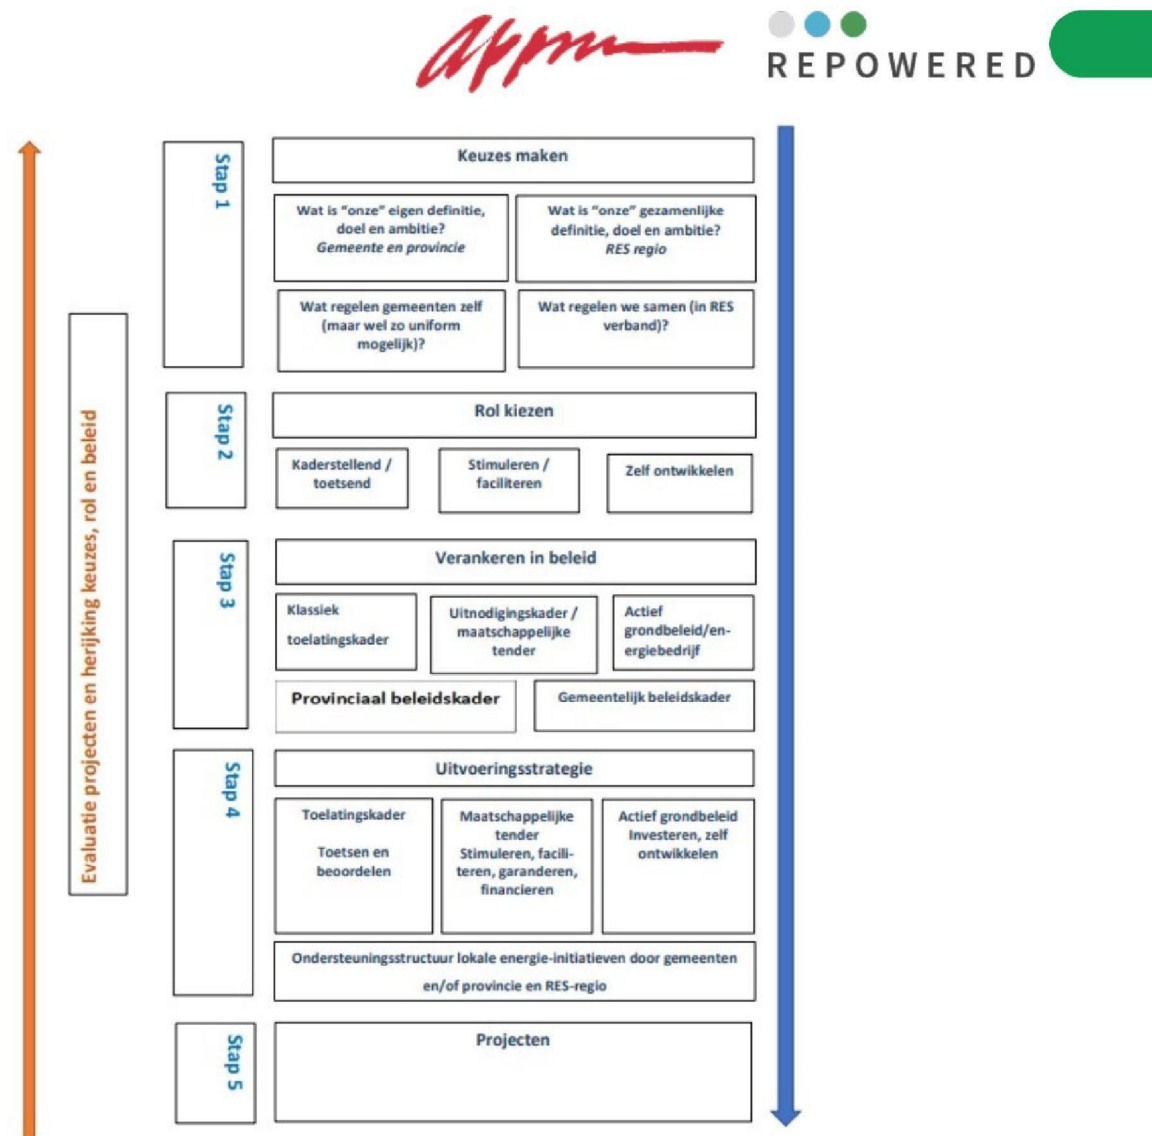 appm
REPOWERED
Evaluatie projecten en herijking keuzes, rol en beleid
Stap 1
Keuzes maken
Wat is “onze” eigen definitie,
doel en ambitie?
Gemeente en provincie
Wat is “onze” gezamenlijke
definitie, doel en ambitie?
RES regio
Wat regelen gemeenten zelf
(maar wel zo uniform
mogelijk)?
Wat regelen we samen (in RES
verband)?
Stap 2
Rol kiezen
Kaderstellend /
toetsend
Stimuleren /
faciliteren
Zelf ontwikkelen
Stap 3
Verankeren in beleid
Klassiek
toelatingskader
Uitnodigingskader /
maatschappelijke
tender
Actief
grondbeleid/en-
ergiebedrijf
Provinciaal beleidskader
Gemeentelijk beleidskader
Stap 4
Uitvoeringsstrategie
Toelatingskader
Toetsen en
beoordelen
Maatschappelijke
tender
Stimuleren, facili-
teren, garanderen,
financieren
Actief grondbeleid
Investeren, zelf
ontwikkelen
Ondersteuningsstructuur lokale energie-initiatieven door gemeenten
en/of provincie en RES-regio
Stap 5
Projecten